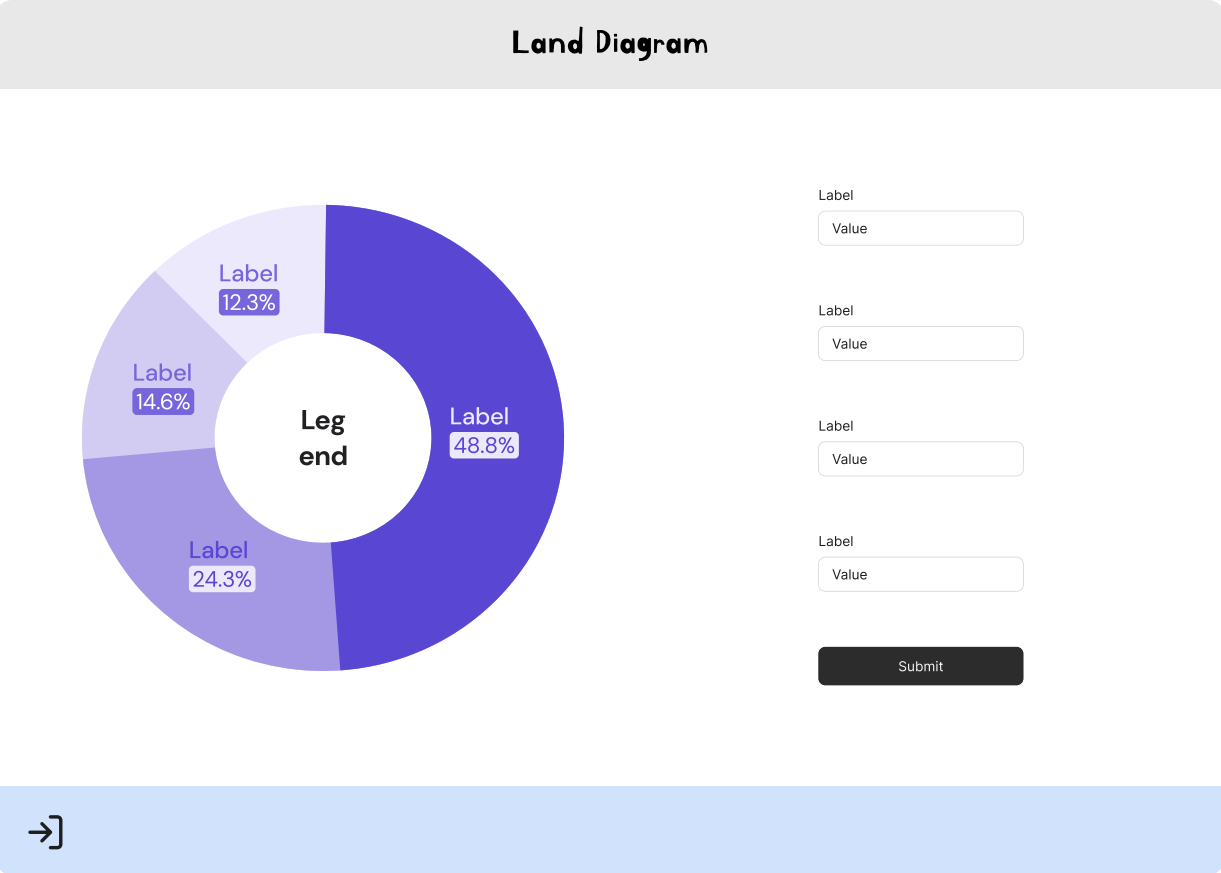 Land Diagram
Label
12.3%
Label
14.6%
Label
48.8%
Label
24.3%
Leg
end
Label
Value
Label
Value
Label
Value
Label
Value
Submit